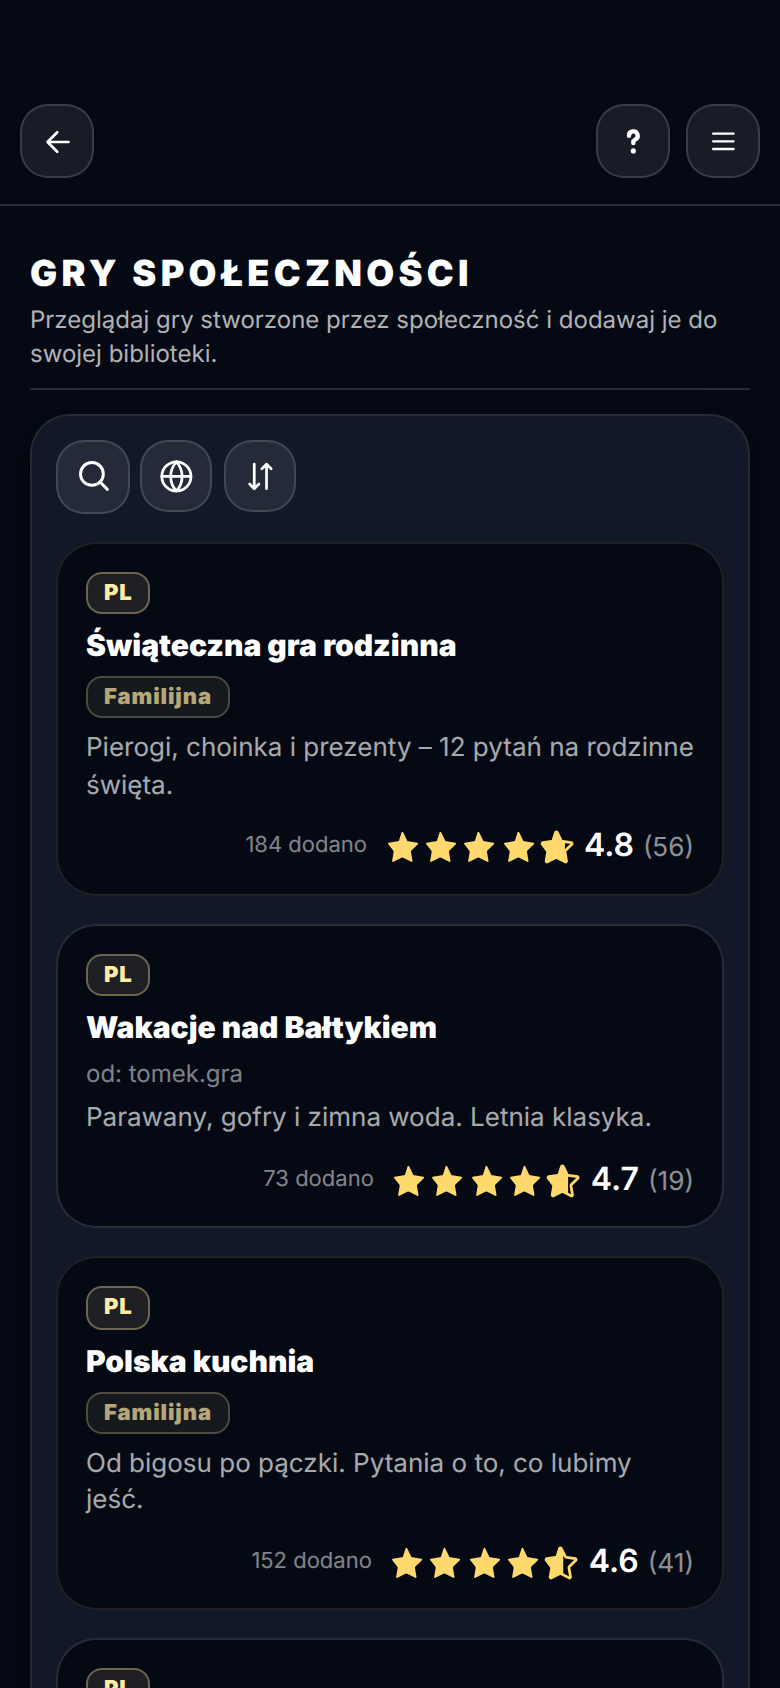 ?
GRY SPOŁECZNOŚCI
Przeglądaj gry stworzone przez społeczność i dodawaj je do
swojej biblioteki.
PL
Świąteczna gra rodzinna
Familijna
Pierogi, choinka i prezenty – 12 pytań na rodzinne
święta.
184 dodano 4.8 (56)
PL
Wakacje nad Bałtykiem
od: tomek.gra
Parawany, gofry i zimna woda. Letnia klasyka.
73 dodano 4.7 (19)
PL
Polska kuchnia
Familijna
Od bigosu po pączki. Pytania o to, co lubimy
jeść.
152 dodano 4.6 (41)
PL